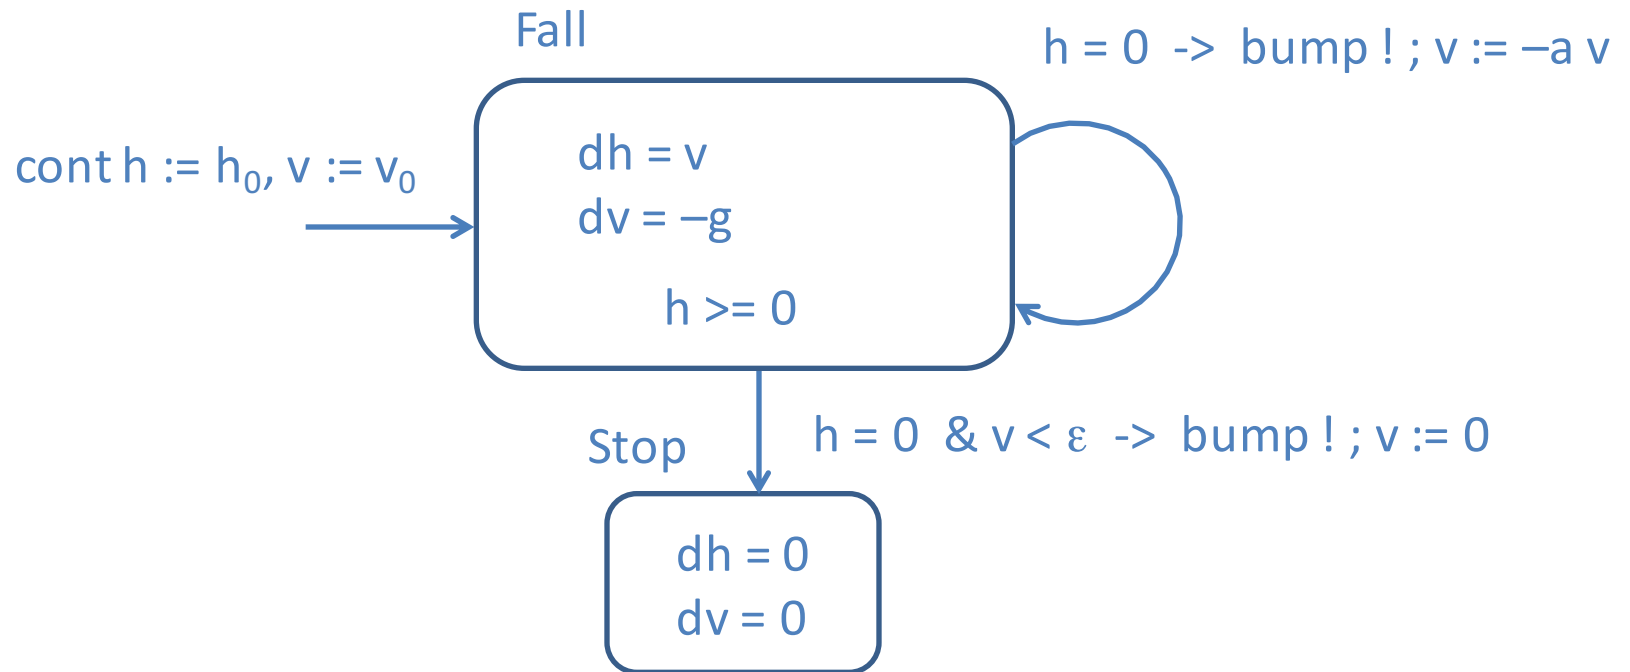 Fall
h = 0 -> bump ! ; v := –a v
cont h := h₀, v := v₀
dh = v
dv = –g
h >= 0
Stop
h = 0 & v < ε -> bump ! ; v := 0
dh = 0
dv = 0